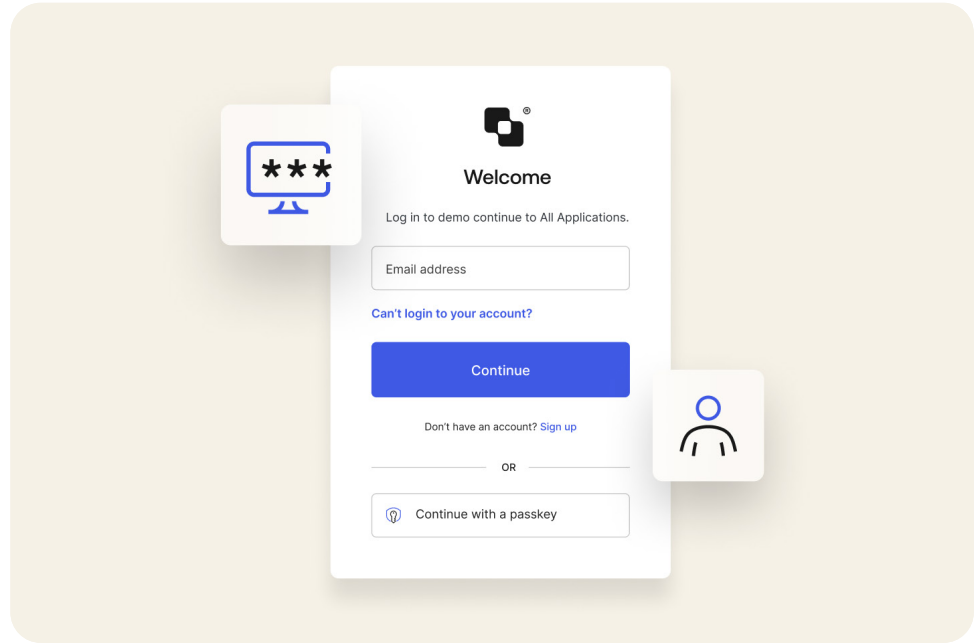 ®
***
Welcome
Log in to demo continue to All Applications.
Email address
Can't login to your account?
Continue
Don't have an account? Sign up
OR
Continue with a passkey